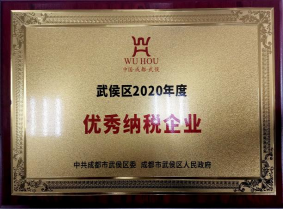 WU HOU
中国·成都·武侯
武侯区2020年度
优秀纳税企业
中共成都市武侯区委 成都市武侯区人民政府